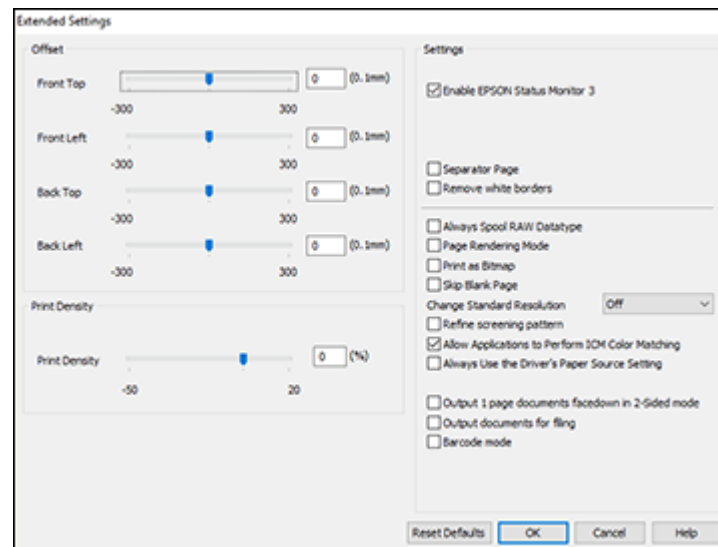 Extended Settings
Offset
Front Top
0 (0.1mm)
-300 300
Front Left
0 (0.1mm)
-300 300
Back Top
0 (0.1mm)
-300 300
Back Left
0 (0.1mm)
-300 300
Print Density
Print Density
0 (%)
-50 20
Settings
Enable EPSON Status Monitor 3
Separator Page
Remove white borders
Always Spool RAW Datatype
Page Rendering Mode
Print as Bitmap
Skip Blank Page
Change Standard Resolution Off
Refine screening pattern
Allow Applications to Perform ICM Color Matching
Always Use the Driver's Paper Source Setting
Output 1 page documents facedown in 2-Sided mode
Output documents for filing
Barcode mode
Reset Defaults OK Cancel Help